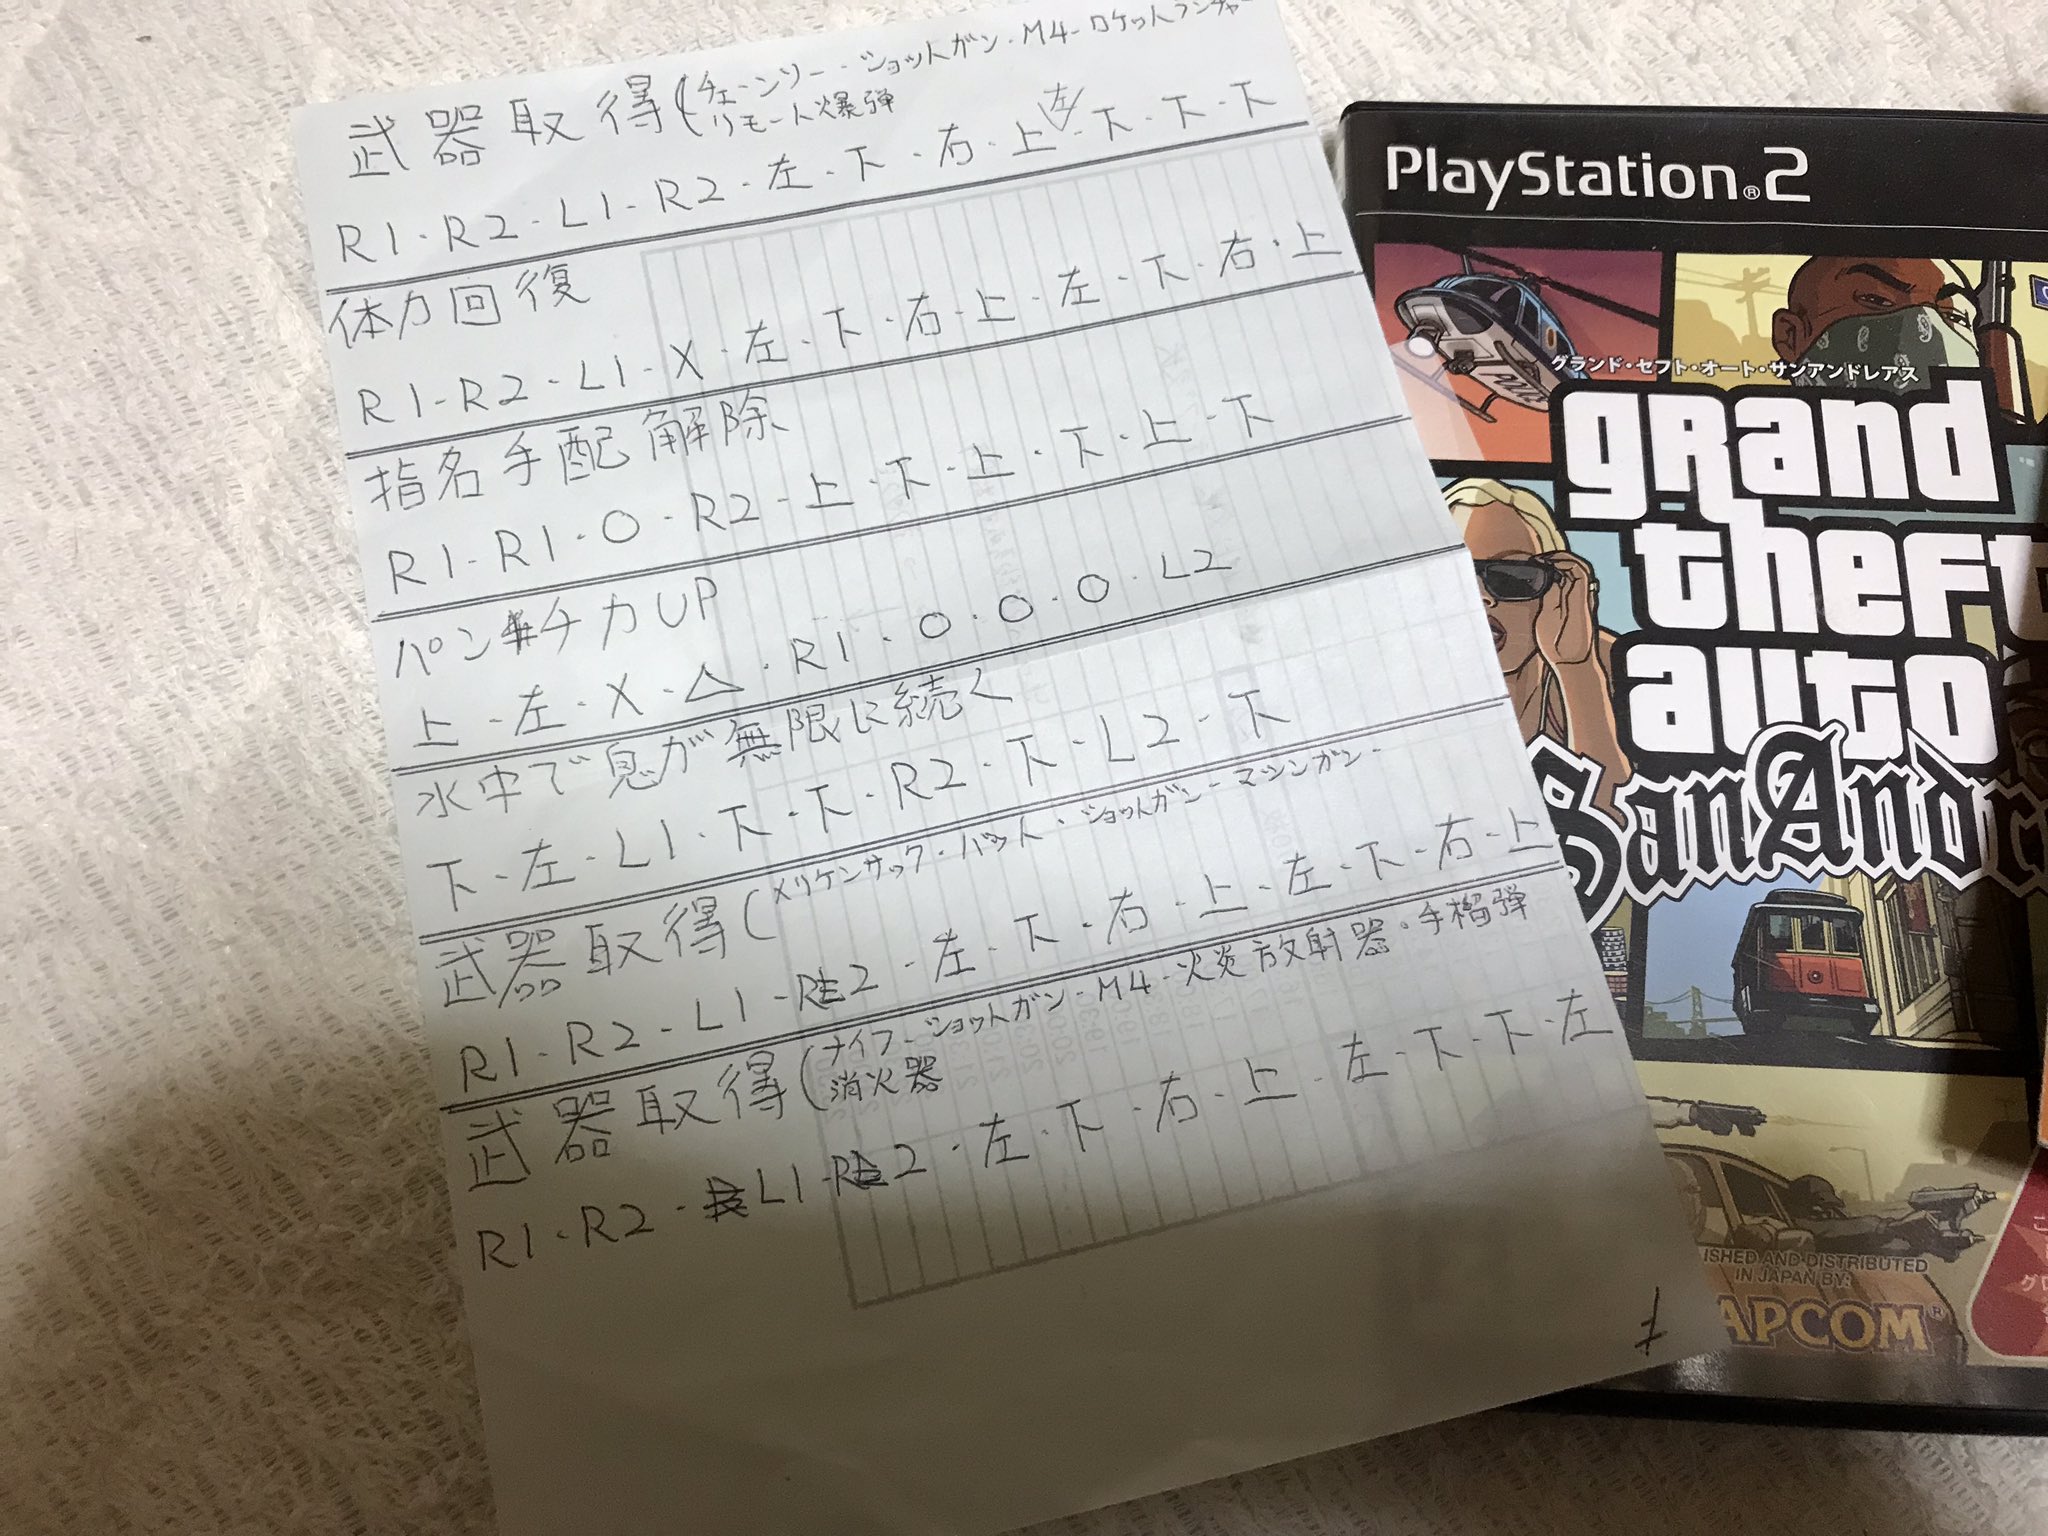 武器取得(チェーンソー・ショットガン・M4-ロケットランチャー
リモート爆弾
R1・R2-L1-R2・左・下・右・上・左・下・下・下
体力回復
R1-R2-L1-X・左・下・右・上・左・下・右・上
指名手配解除
R1-R1・O-R2-上・下・上・下・上・下
パンチ力UP
上-左・X・△・R1・O・O・O・L2
水中で息が無限に続く
下-左-L1・下・下・R2-下-L2-下
武器取得(メリケンサック・バット・ショットガン-マシンガン-
R1-R2-L1-R2-左・下・右・上-左・下・右・上
武器取得(ナイフ-ショットガン-M4-火炎放射器・手榴弾
消火器
R1-R2-L1-R2・左・下・右・上-左-下・下・左
PlayStation®2
グランド・セフト・オート・サンアンドレアス
grand
theft
auto
San Andr
ISHED AND DISTRIBUTED
IN JAPAN BY:
APCOM®